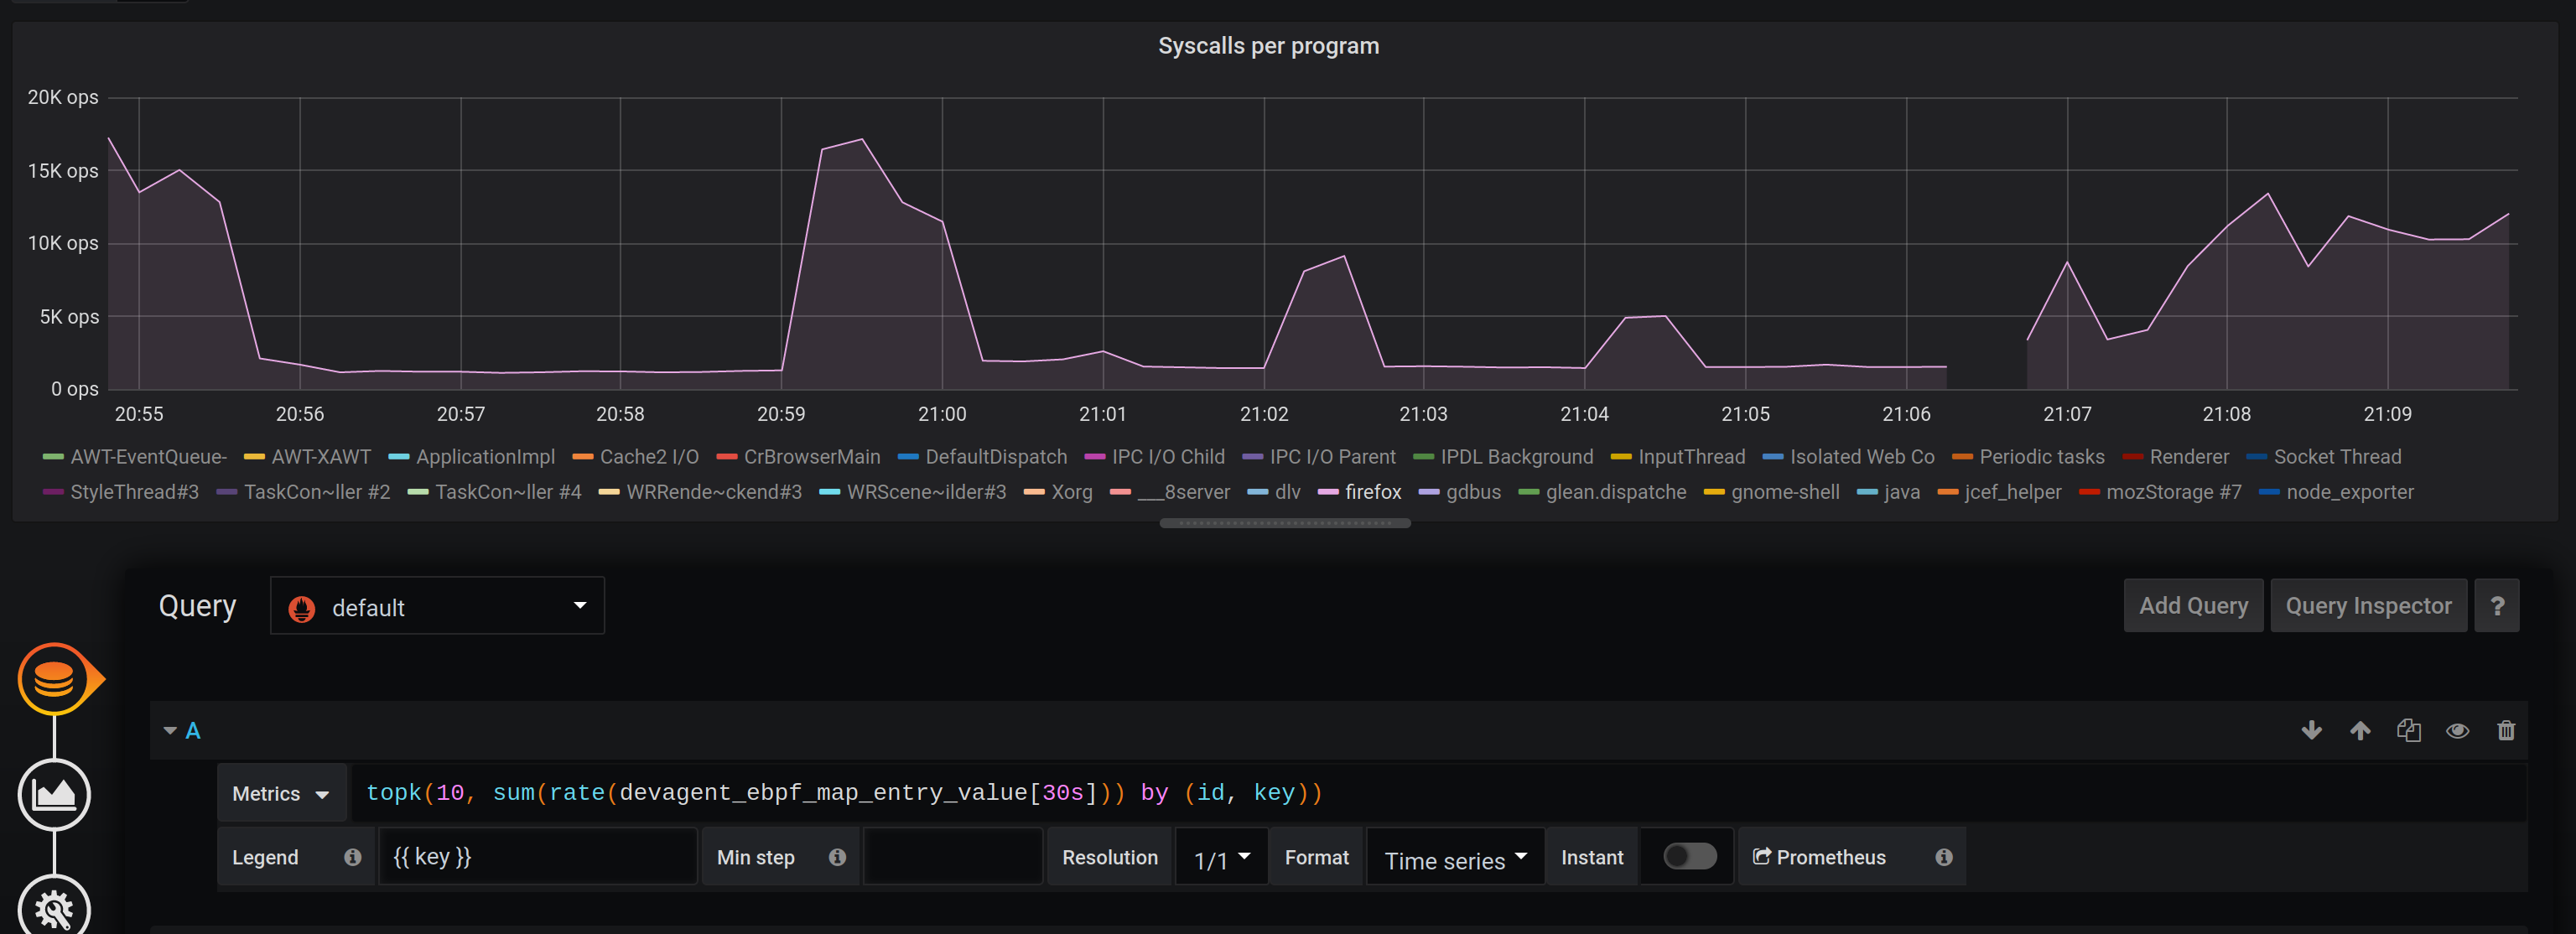 Syscalls per program
20K ops
15K ops
10K ops
5K ops
0 ops
20:55 20:56 20:57 20:58 20:59 21:00 21:01 21:02 21:03 21:04 21:05 21:06 21:07 21:08 21:09
AWT-EventQueue- AWT-XAWT ApplicationImpl Cache2 I/O CrBrowserMain DefaultDispatch IPC I/O Child IPC I/O Parent IPDL Background InputThread Isolated Web Co Periodic tasks Renderer Socket Thread
StyleThread#3 TaskCon~ller #2 TaskCon~ller #4 WRRende~ckend#3 WRScene~ilder#3 Xorg ___8server dlv firefox gdbus glean.dispatche gnome-shell java jcef_helper mozStorage #7 node_exporter
Query default Add Query Query Inspector ?
A
Metrics topk(10, sum(rate(devagent_ebpf_map_entry_value[30s])) by (id, key))
Legend {{ key }} Min step Resolution 1/1 Format Time series Instant Prometheus